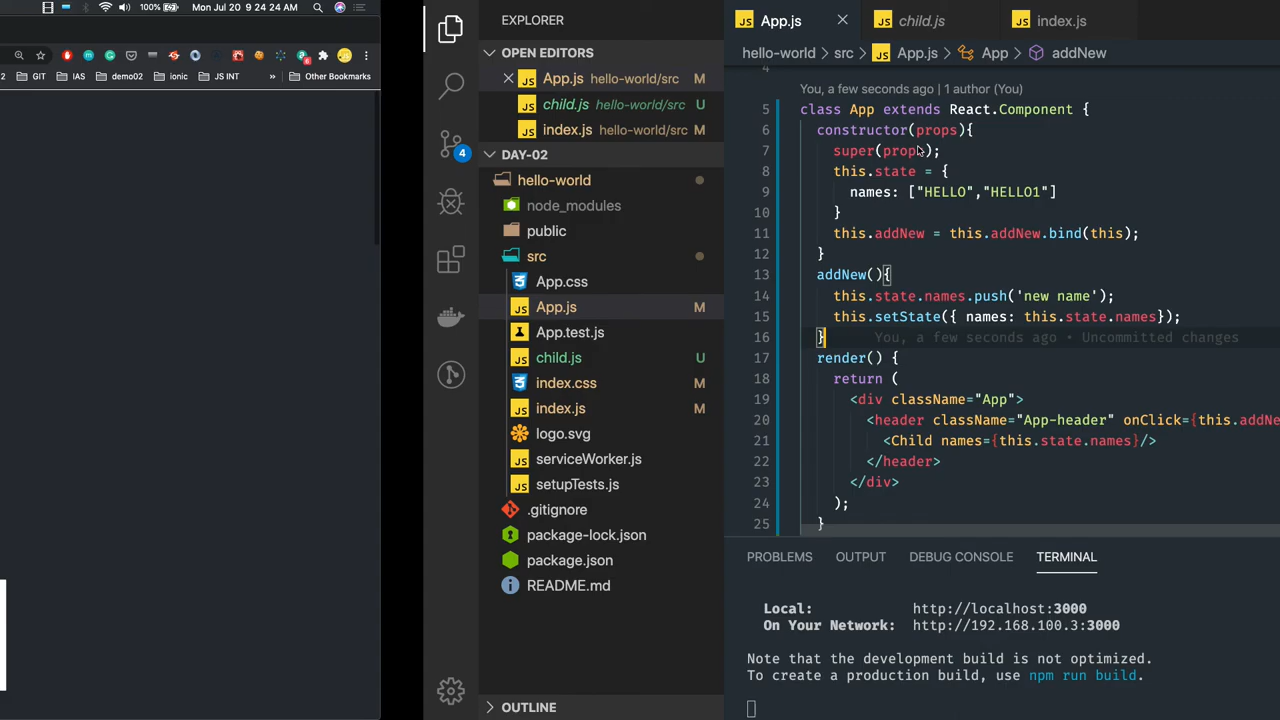 100% Mon Jul 20 9 24 24 AM
2 GIT IAS demo02 ionic JS INT » Other Bookmarks
EXPLORER
OPEN EDITORS
App.js hello-world/src M
child.js hello-world/src U
index.js hello-world/src M
DAY-02
hello-world
node_modules
public
src
App.css
App.js M
App.test.js
child.js U
index.css M
index.js M
logo.svg
serviceWorker.js
setupTests.js
.gitignore
package-lock.json
package.json
README.md
OUTLINE
4
JS App.js JS child.js JS index.js
hello-world > src > JS App.js > App > addNew
4
You, a few seconds ago | 1 author (You)
5 class App extends React.Component {
6 constructor(props){
7 super(props);
8 this.state = {
9 names: ["HELLO","HELLO1"]
10 }
11 this.addNew = this.addNew.bind(this);
12 }
13 addNew(){
14 this.state.names.push('new name');
15 this.setState({ names: this.state.names});
16 } You, a few seconds ago • Uncommitted changes
17 render() {
18 return (
19 <div className="App">
20 <header className="App-header" onClick={this.addNe
21 <Child names={this.state.names}/>
22 </header>
23 </div>
24 );
25 }
PROBLEMS OUTPUT DEBUG CONSOLE TERMINAL
Local: http://localhost:3000
On Your Network: http://192.168.100.3:3000
Note that the development build is not optimized.
To create a production build, use npm run build.